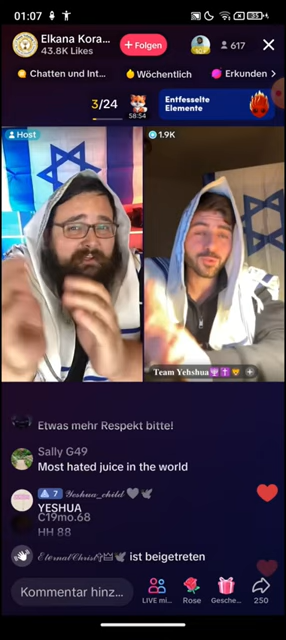 01:07
Elkana Kora...
43.8K Likes
+ Folgen
617
Chatten und Int...
Wöchentlich
Erkunden >
3/24
58:54
Entfesselte
Elemente
Host
1.9K
Team Yehshua
Etwas mehr Respekt bitte!
Sally G49
Most hated juice in the world
7 Yeshua_child
YESHUA
C19mo.68
HH 88
EternalChrist ist beigetreten
Kommentar hinz...
LIVE mi...
Rose
Gesche...
250